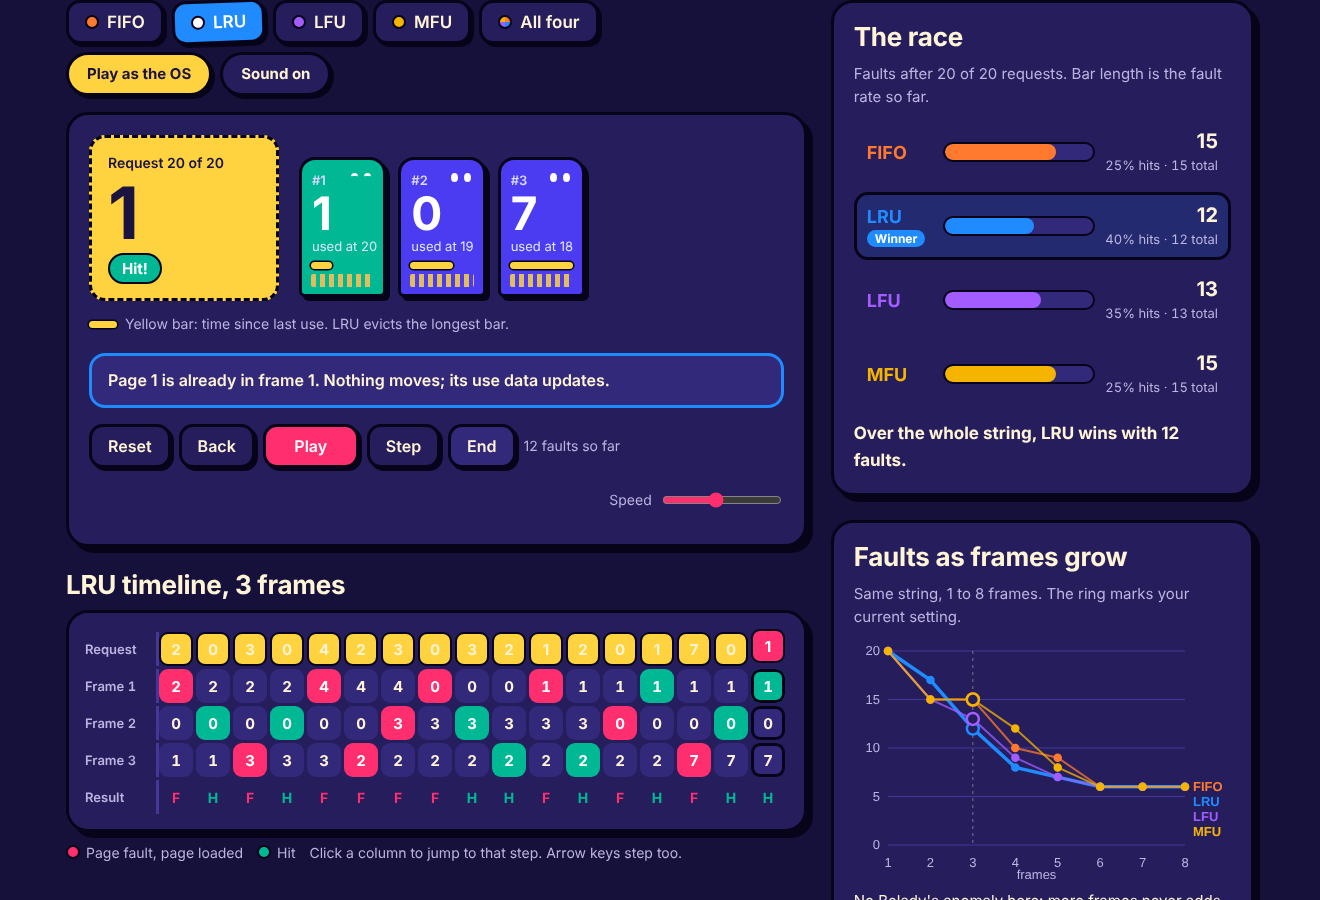 FIFO
LRU
LFU
MFU
All four
Play as the OS
Sound on
Request 20 of 20
1
Hit!
#1
1
used at 20
#2
0
used at 19
#3
7
used at 18
Yellow bar: time since last use. LRU evicts the longest bar.
Page 1 is already in frame 1. Nothing moves; its use data updates.
Reset
Back
Play
Step
End
12 faults so far
Speed
LRU timeline, 3 frames
Request 2 0 3 0 4 2 3 0 3 2 1 2 0 1 7 0 1
Frame 1 2 2 2 2 4 4 4 0 0 0 1 1 1 1 1 1 1
Frame 2 0 0 0 0 0 0 3 3 3 3 3 3 0 0 0 0 0
Frame 3 1 1 3 3 3 2 2 2 2 2 2 2 2 2 7 7 7
Result F H F H F F F F H H F H F H F H H
Page fault, page loaded
Hit
Click a column to jump to that step. Arrow keys step too.
The race
Faults after 20 of 20 requests. Bar length is the fault
rate so far.
FIFO
15
25% hits · 15 total
LRU
Winner
12
40% hits · 12 total
LFU
13
35% hits · 13 total
MFU
15
25% hits · 15 total
Over the whole string, LRU wins with 12
faults.
Faults as frames grow
Same string, 1 to 8 frames. The ring marks your
current setting.
20
15
10
5
0
FIFO
LRU
LFU
MFU
1 2 3 4 5 6 7 8
frames
No Belady's anomaly here: more frames never adds